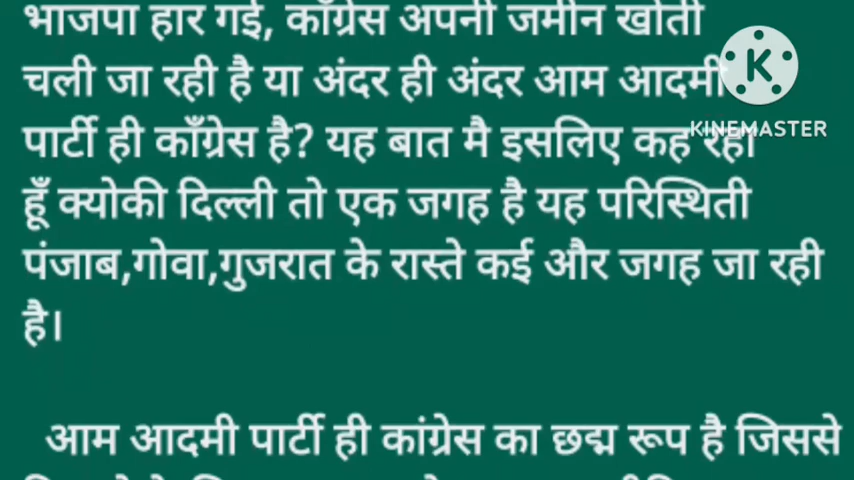 भाजपा हार गई, काँग्रेस अपनी जमीन खोती
चली जा रही है या अंदर ही अंदर आम आदमी
पार्टी ही काँग्रेस है? यह बात मै इसलिए कह रहा
हूँ क्योकी दिल्ली तो एक जगह है यह परिस्थिती
पंजाब,गोवा,गुजरात के रास्ते कई और जगह जा रही
है।
आम आदमी पार्टी ही कांग्रेस का छद्म रूप है जिससे
K
KINEMASTER